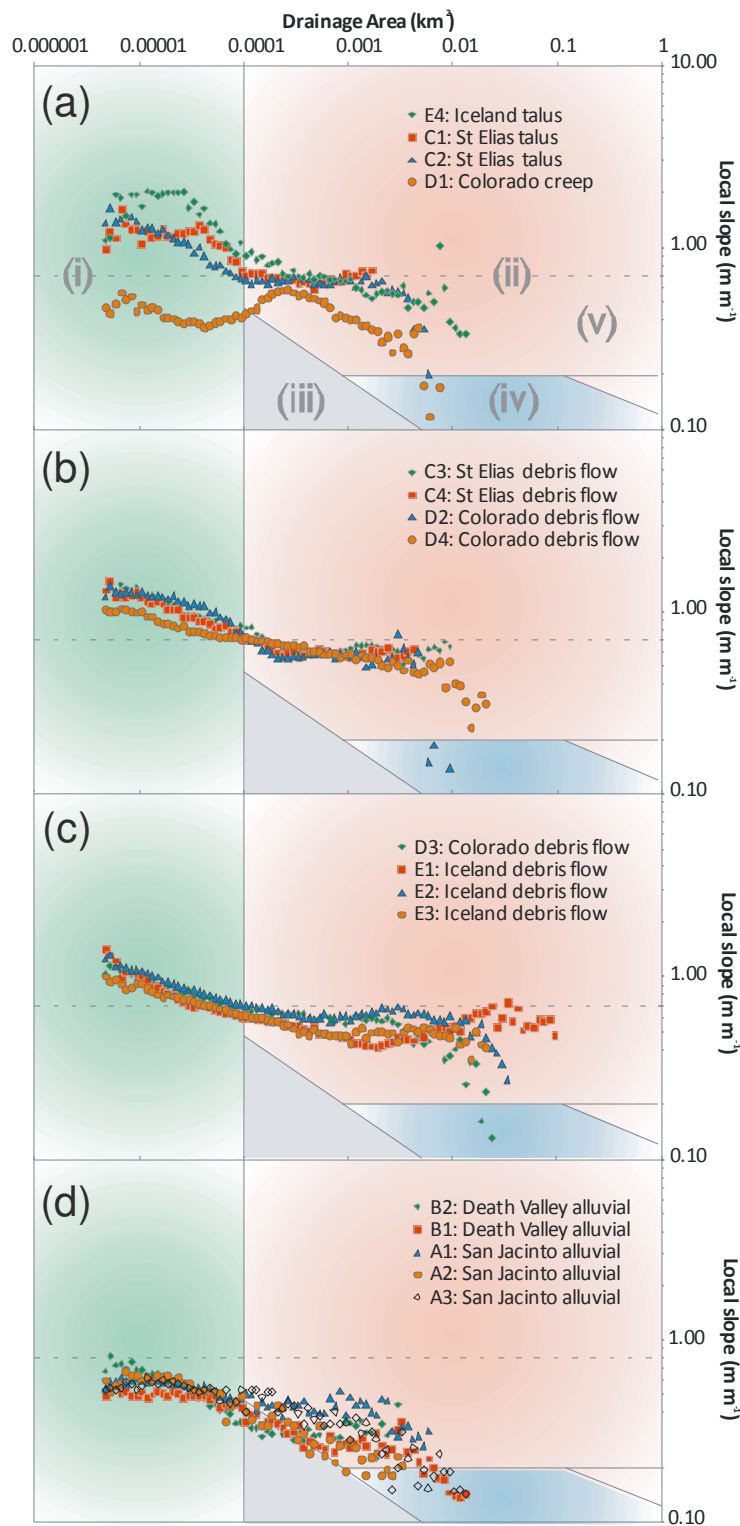 Drainage Area (km²)
0.000001 0.00001 0.0001 0.001 0.01 0.1 1
10.00
(a)
E4: Iceland talus
C1: St Elias talus
C2: St Elias talus
D1: Colorado creep
Local slope (m m⁻¹)
1.00
(i)
(ii)
(v)
(iii)
(iv)
0.10
(b)
C3: St Elias debris flow
C4: St Elias debris flow
D2: Colorado debris flow
D4: Colorado debris flow
Local slope (m m⁻¹)
1.00
0.10
(c)
D3: Colorado debris flow
E1: Iceland debris flow
E2: Iceland debris flow
E3: Iceland debris flow
Local slope (m m⁻¹)
1.00
0.10
(d)
B2: Death Valley alluvial
B1: Death Valley alluvial
A1: San Jacinto alluvial
A2: San Jacinto alluvial
A3: San Jacinto alluvial
Local slope (m m⁻¹)
1.00
0.10